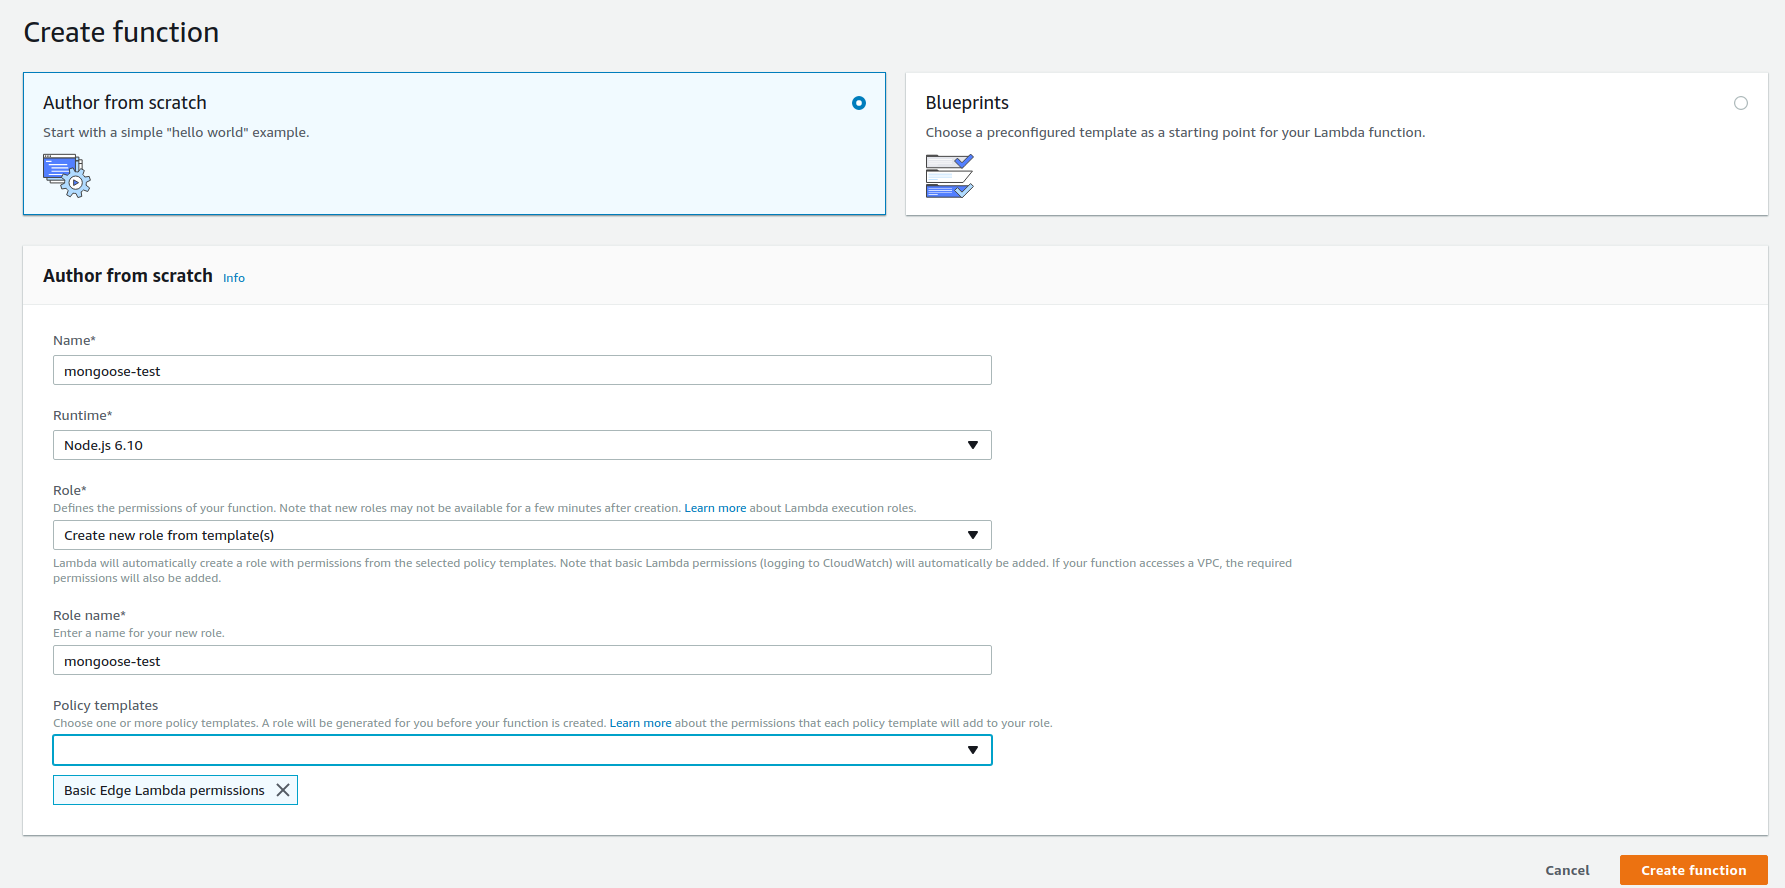 Create function
Author from scratch
Start with a simple "hello world" example.
Blueprints
Choose a preconfigured template as a starting point for your Lambda function.
Author from scratch Info
Name*
mongoose-test
Runtime*
Node.js 6.10
Role*
Defines the permissions of your function. Note that new roles may not be available for a few minutes after creation. Learn more about Lambda execution roles.
Create new role from template(s)
Lambda will automatically create a role with permissions from the selected policy templates. Note that basic Lambda permissions (logging to CloudWatch) will automatically be added. If your function accesses a VPC, the required
permissions will also be added.
Role name*
Enter a name for your new role.
mongoose-test
Policy templates
Choose one or more policy templates. A role will be generated for you before your function is created. Learn more about the permissions that each policy template will add to your role.
Basic Edge Lambda permissions
Cancel Create function